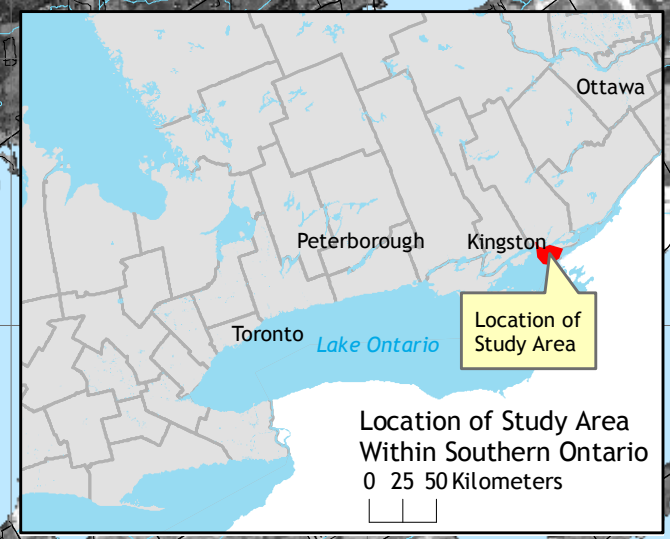 Ottawa
Peterborough
Kingston
Location of
Study Area
Toronto
Lake Ontario
Location of Study Area
Within Southern Ontario
0 25 50 Kilometers